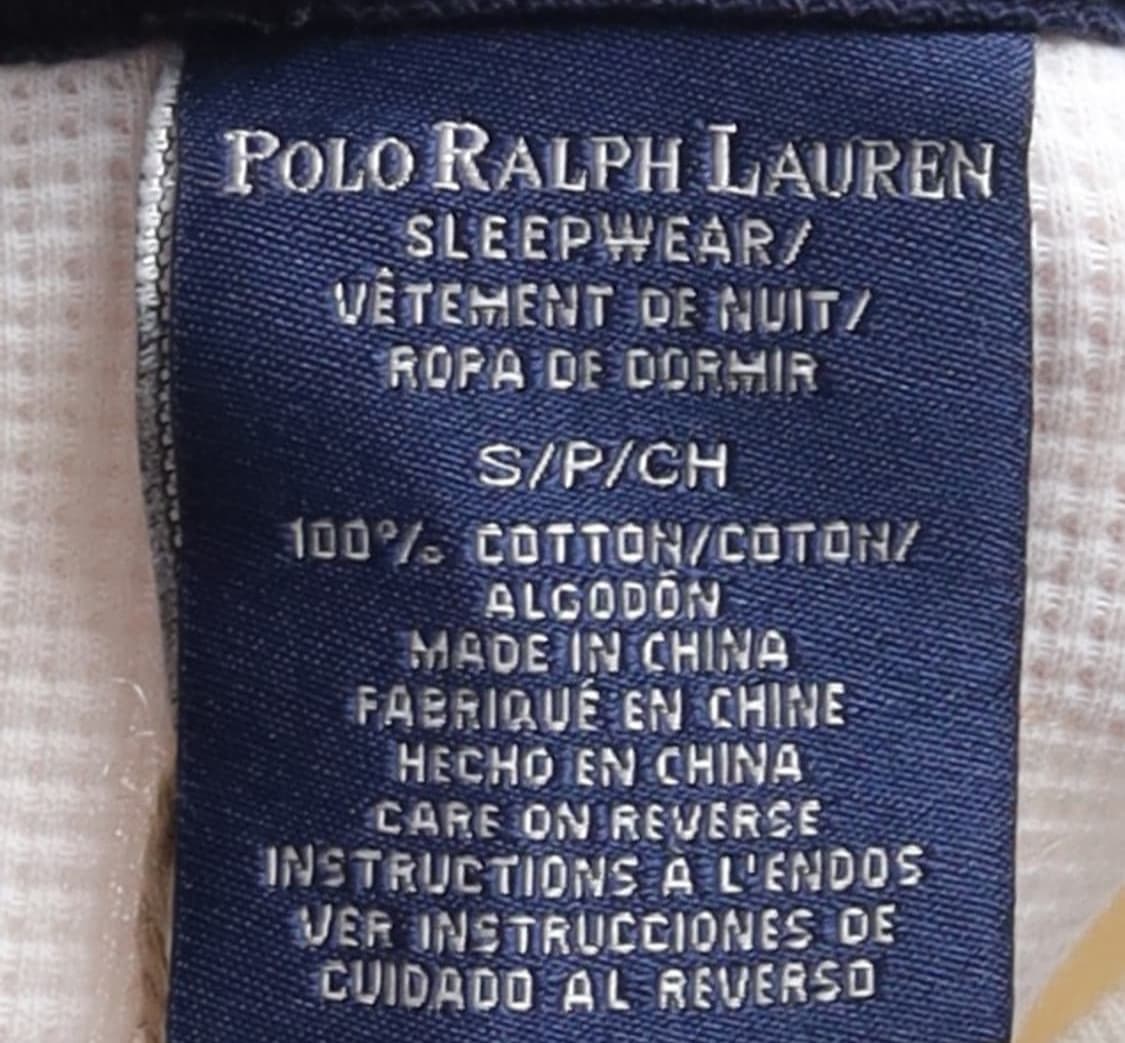 POLO RALPH LAUREN
SLEEPWEAR/
VÊTEMENT DE NUIT/
ROPA DE DORMIR
S/P/CH
100% COTTON/COTON/
ALGODÓN
MADE IN CHINA
FABRIQUÉ EN CHINE
HECHO EN CHINA
CARE ON REVERSE
INSTRUCTIONS À L'ENDOS
VER INSTRUCCIONES DE
CUIDADO AL REVERSO